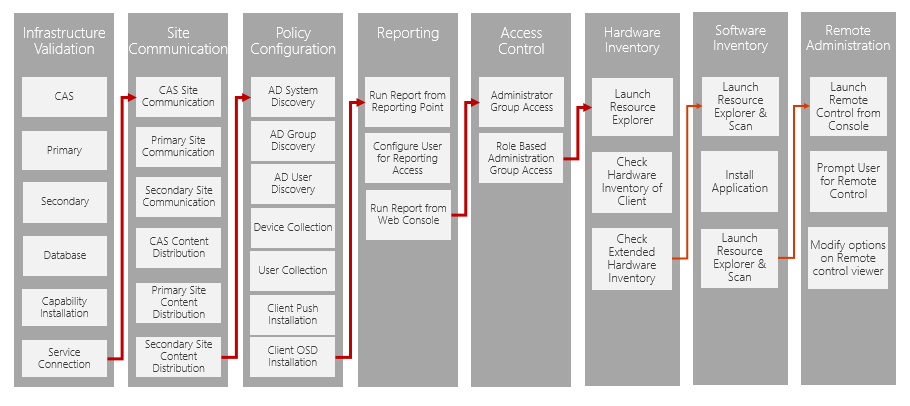 Infrastructure
Validation
CAS
Primary
Secondary
Database
Capability
Installation
Service
Connection
Site
Communication
CAS Site
Communication
Primary Site
Communication
Secondary Site
Communication
CAS Content
Distribution
Primary Site
Content
Distribution
Secondary Site
Content
Distribution
Policy
Configuration
AD System
Discovery
AD Group
Discovery
AD User
Discovery
Device Collection
User Collection
Client Push
Installation
Client OSD
Installation
Reporting
Run Report from
Reporting Point
Configure User
for Reporting
Access
Run Report from
Web Console
Access
Control
Administrator
Group Access
Role Based
Administration
Group Access
Hardware
Inventory
Launch
Resource
Explorer
Check
Hardware
Inventory of
Client
Check
Extended
Hardware
Inventory
Software
Inventory
Launch
Resource
Explorer &
Scan
Install
Application
Launch
Resource
Explorer &
Scan
Remote
Administration
Launch
Remote
Control from
Console
Prompt User
for Remote
Control
Modify options
on Remote
control viewer